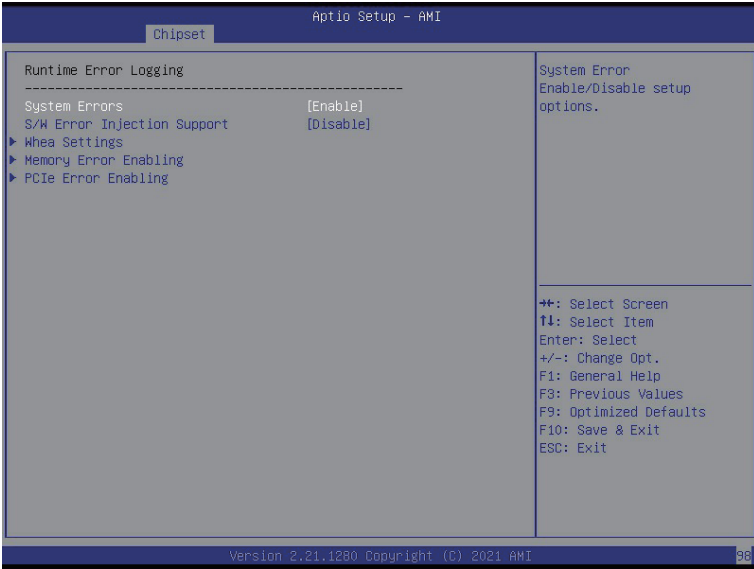 Aptio Setup – AMI
Chipset
Runtime Error Logging
--------------------------------------------------
System Errors [Enable]
S/W Error Injection Support [Disable]
Whea Settings
Memory Error Enabling
PCIe Error Enabling
System Error
Enable/Disable setup
options.
→←: Select Screen
↑↓: Select Item
Enter: Select
+/-: Change Opt.
F1: General Help
F3: Previous Values
F9: Optimized Defaults
F10: Save & Exit
ESC: Exit
Version 2.21.1280 Copyright (C) 2021 AMI
98